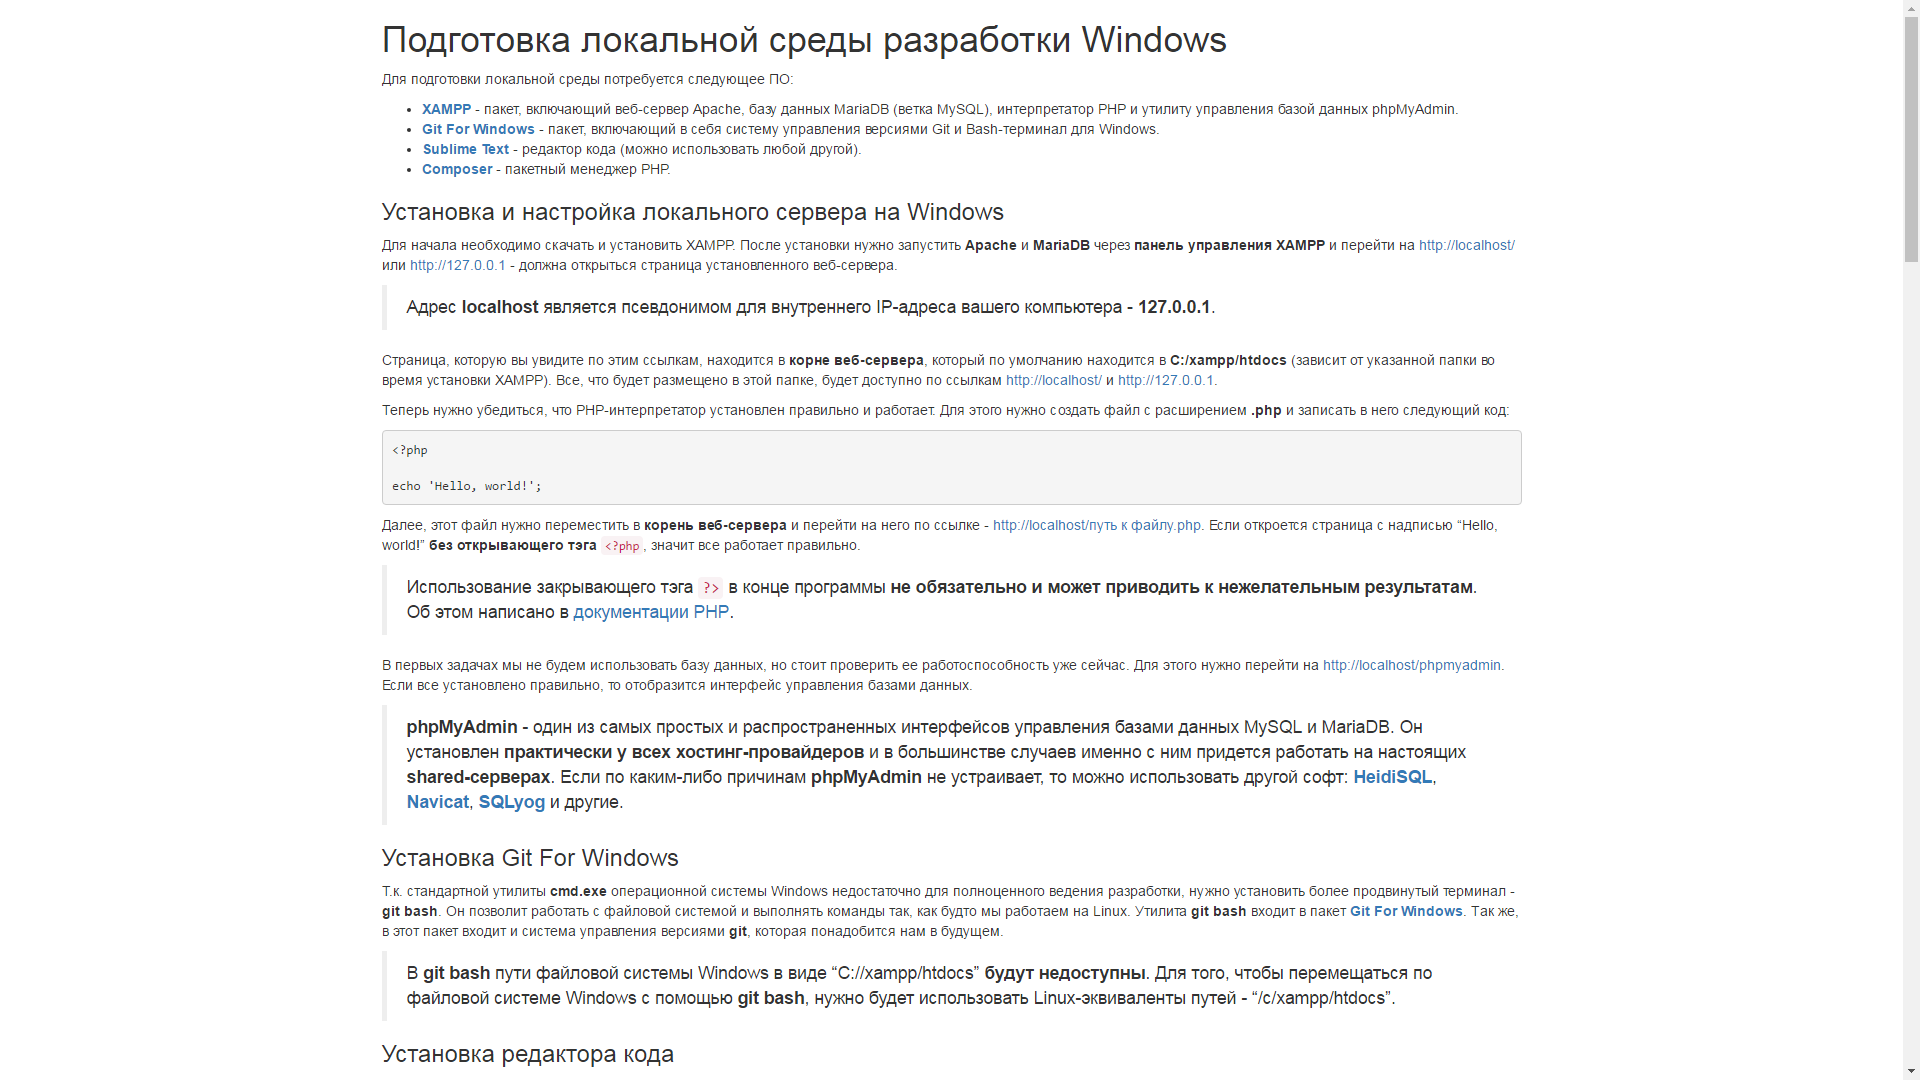 Подготовка локальной среды разработки Windows
Для подготовки локальной среды потребуется следующее ПО:
• XAMPP - пакет, включающий веб-сервер Apache, базу данных MariaDB (ветка MySQL), интерпретатор PHP и утилиту управления базой данных phpMyAdmin.
• Git For Windows - пакет, включающий в себя систему управления версиями Git и Bash-терминал для Windows.
• Sublime Text - редактор кода (можно использовать любой другой).
• Composer - пакетный менеджер PHP.
Установка и настройка локального сервера на Windows
Для начала необходимо скачать и установить XAMPP. После установки нужно запустить Apache и MariaDB через панель управления XAMPP и перейти на http://localhost/
или http://127.0.0.1 - должна открыться страница установленного веб-сервера.
Адрес localhost является псевдонимом для внутреннего IP-адреса вашего компьютера - 127.0.0.1.
Страница, которую вы увидите по этим ссылкам, находится в корне веб-сервера, который по умолчанию находится в C:/xampp/htdocs (зависит от указанной папки во
время установки XAMPP). Все, что будет размещено в этой папке, будет доступно по ссылкам http://localhost/ и http://127.0.0.1.
Теперь нужно убедиться, что PHP-интерпретатор установлен правильно и работает. Для этого нужно создать файл с расширением .php и записать в него следующий код:
<?php
echo 'Hello, world!';
Далее, этот файл нужно переместить в корень веб-сервера и перейти на него по ссылке - http://localhost/путь к файлу.php. Если откроется страница с надписью “Hello,
world!” без открывающего тэга <?php, значит все работает правильно.
Использование закрывающего тэга ?> в конце программы не обязательно и может приводить к нежелательным результатам.
Об этом написано в документации PHP.
В первых задачах мы не будем использовать базу данных, но стоит проверить ее работоспособность уже сейчас. Для этого нужно перейти на http://localhost/phpmyadmin.
Если все установлено правильно, то отобразится интерфейс управления базами данных.
phpMyAdmin - один из самых простых и распространенных интерфейсов управления базами данных MySQL и MariaDB. Он
установлен практически у всех хостинг-провайдеров и в большинстве случаев именно с ним придется работать на настоящих
shared-серверах. Если по каким-либо причинам phpMyAdmin не устраивает, то можно использовать другой софт: HeidiSQL,
Navicat, SQLyog и другие.
Установка Git For Windows
Т.к. стандартной утилиты cmd.exe операционной системы Windows недостаточно для полноценного ведения разработки, нужно установить более продвинутый терминал -
git bash. Он позволит работать с файловой системой и выполнять команды так, как будто мы работаем на Linux. Утилита git bash входит в пакет Git For Windows. Так же,
в этот пакет входит и система управления версиями git, которая понадобится нам в будущем.
В git bash пути файловой системы Windows в виде “C://xampp/htdocs” будут недоступны. Для того, чтобы перемещаться по
файловой системе Windows с помощью git bash, нужно будет использовать Linux-эквиваленты путей - “/c/xampp/htdocs”.
Установка редактора кода